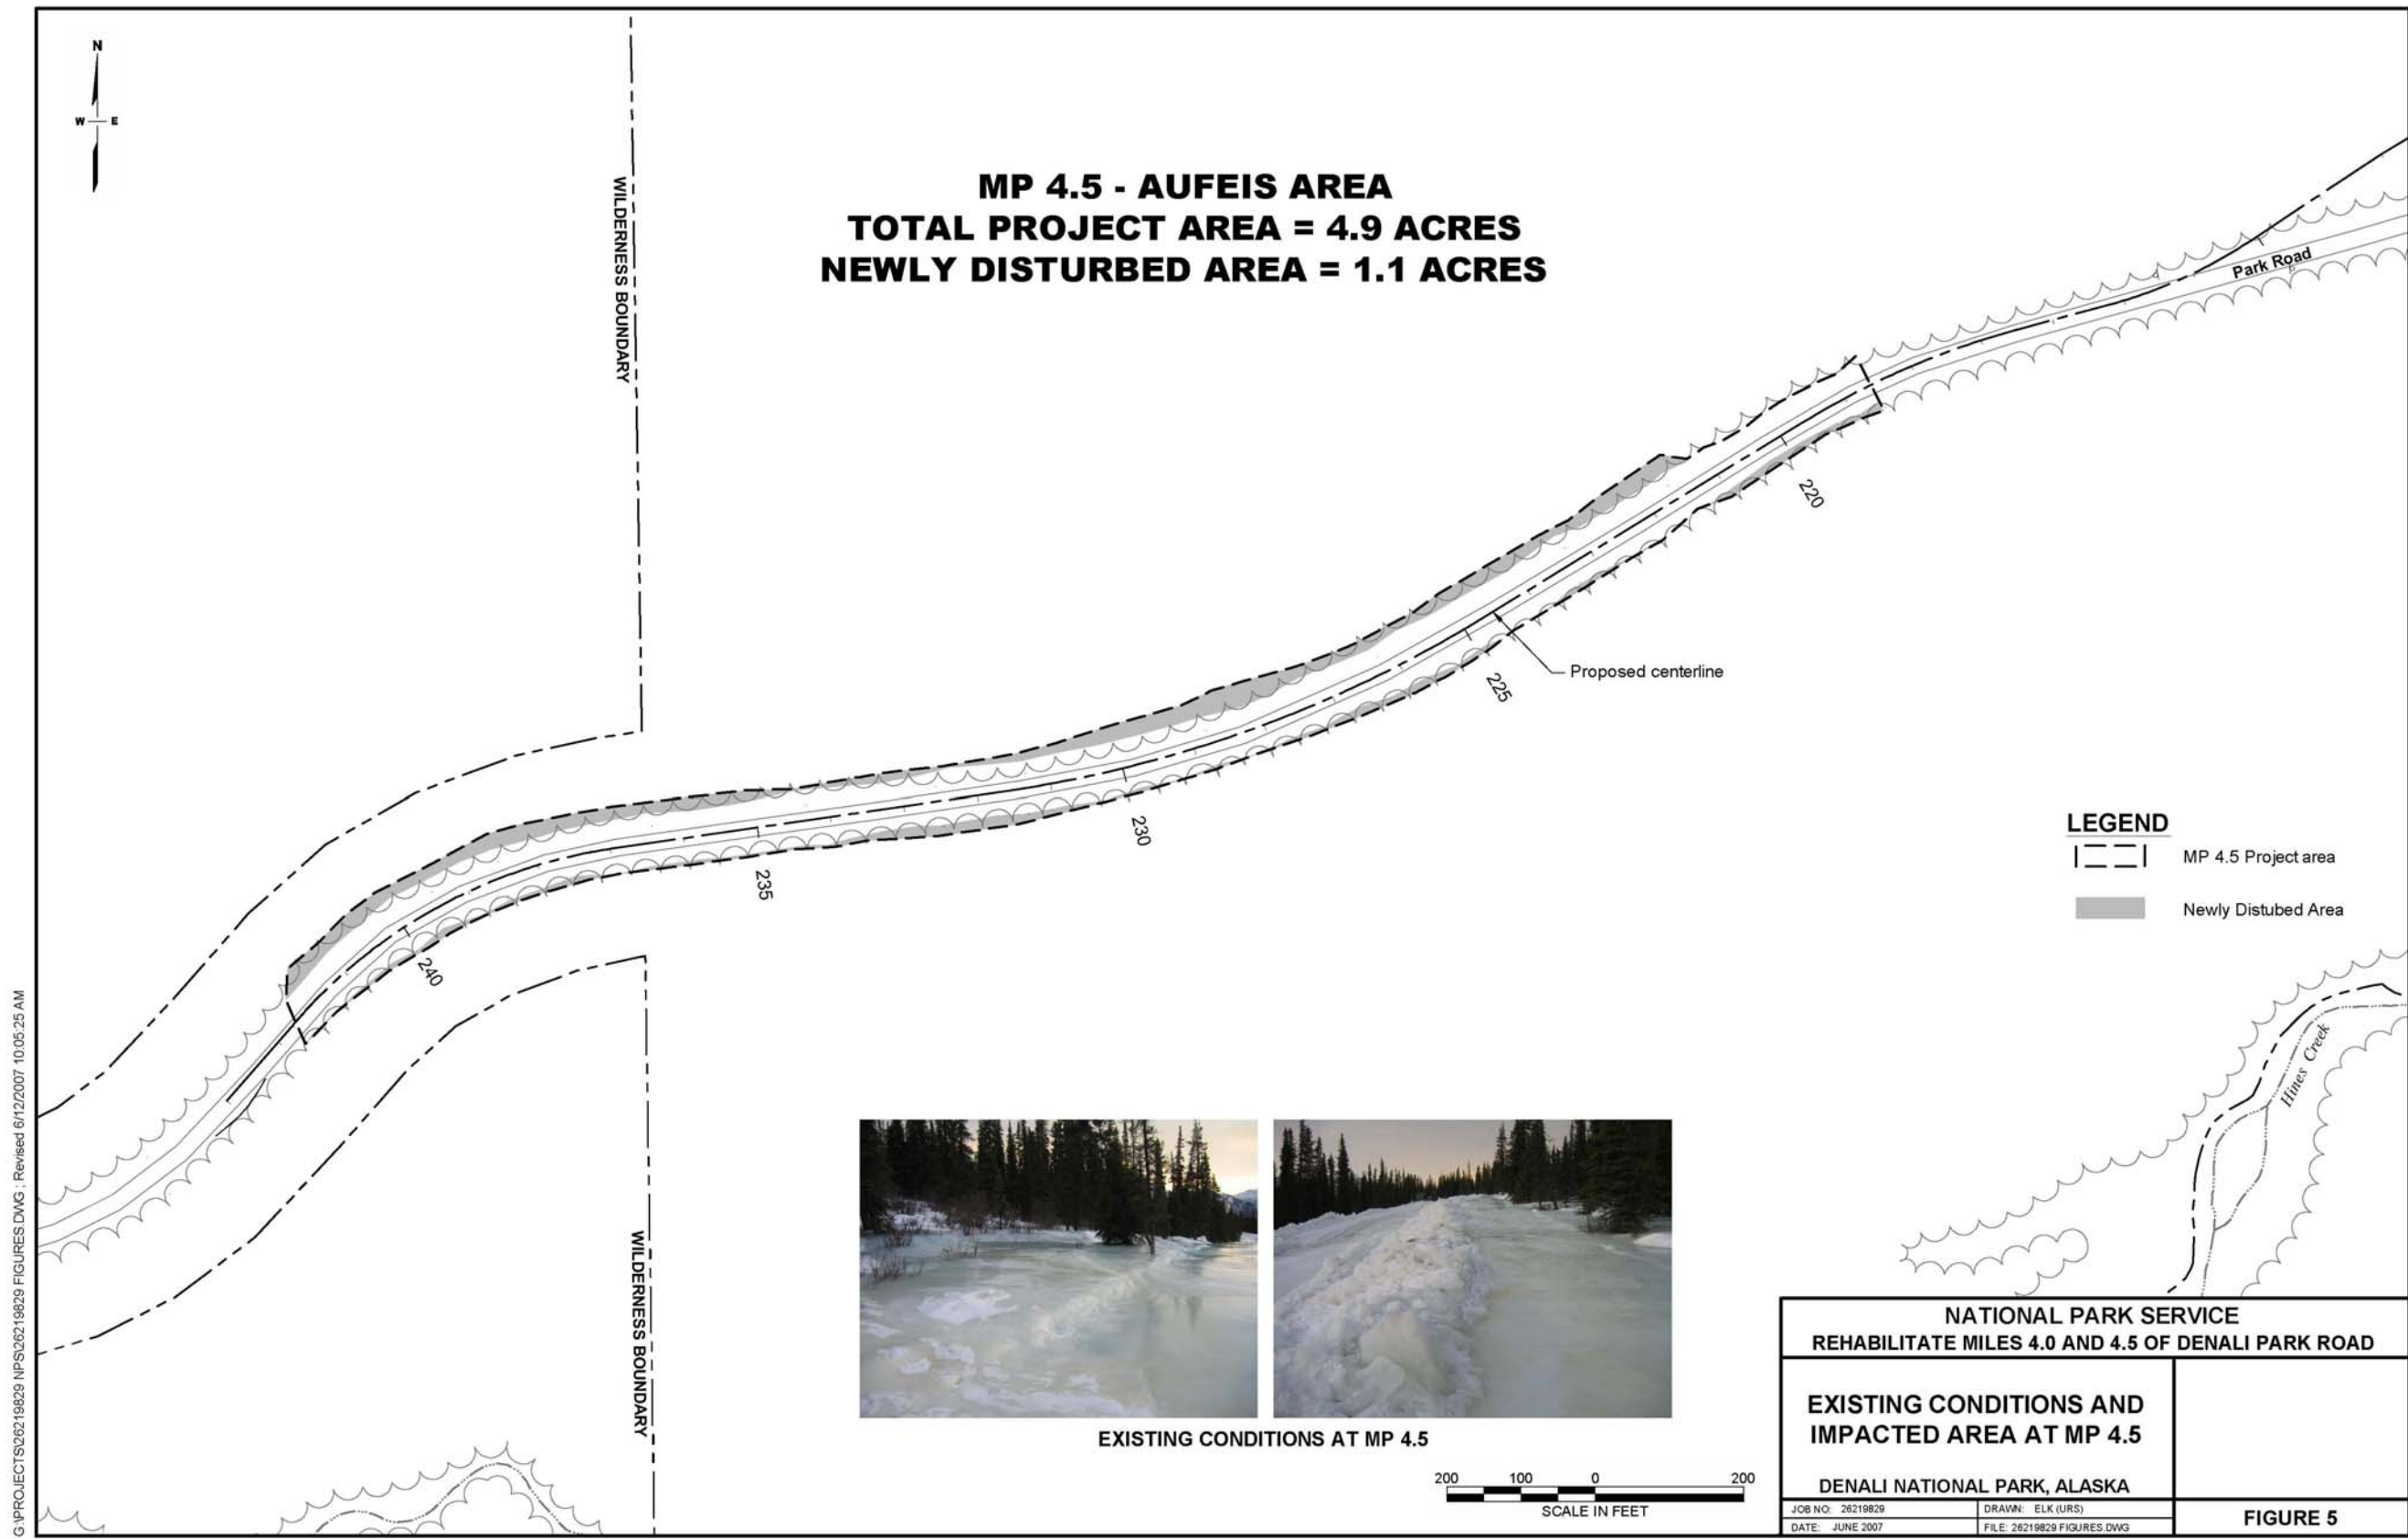 N
W E
WILDERNESS BOUNDARY
MP 4.5 - AUFEIS AREA
TOTAL PROJECT AREA = 4.9 ACRES
NEWLY DISTURBED AREA = 1.1 ACRES
Park Road
220
Proposed centerline
225
230
235
240
LEGEND
MP 4.5 Project area
Newly Distubed Area
Hines Creek
WILDERNESS BOUNDARY
EXISTING CONDITIONS AT MP 4.5
200 100 0 200
SCALE IN FEET
NATIONAL PARK SERVICE
REHABILITATE MILES 4.0 AND 4.5 OF DENALI PARK ROAD
EXISTING CONDITIONS AND
IMPACTED AREA AT MP 4.5
DENALI NATIONAL PARK, ALASKA
JOB NO: 26219829
DRAWN: ELK (URS)
DATE: JUNE 2007
FILE: 26219829 FIGURES.DWG
FIGURE 5
G:\PROJECTS\26219829 NPS\26219829 FIGURES.DWG ; Revised 6/12/2007 10:05:25 AM